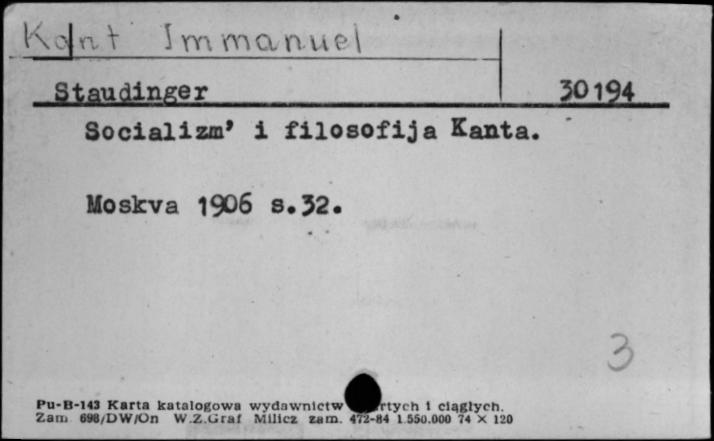 Kant Immanuel
Staudinger 30194
Socializm' i filosofija Kanta.
Moskva 1906 s.32.
3
Pu-B-143 Karta katalogowa wydawnictw i ciągłych.
Zam. 698/DW/On W.Z.Graf Milicz zam. 472-84 1.550.000 74 X 120